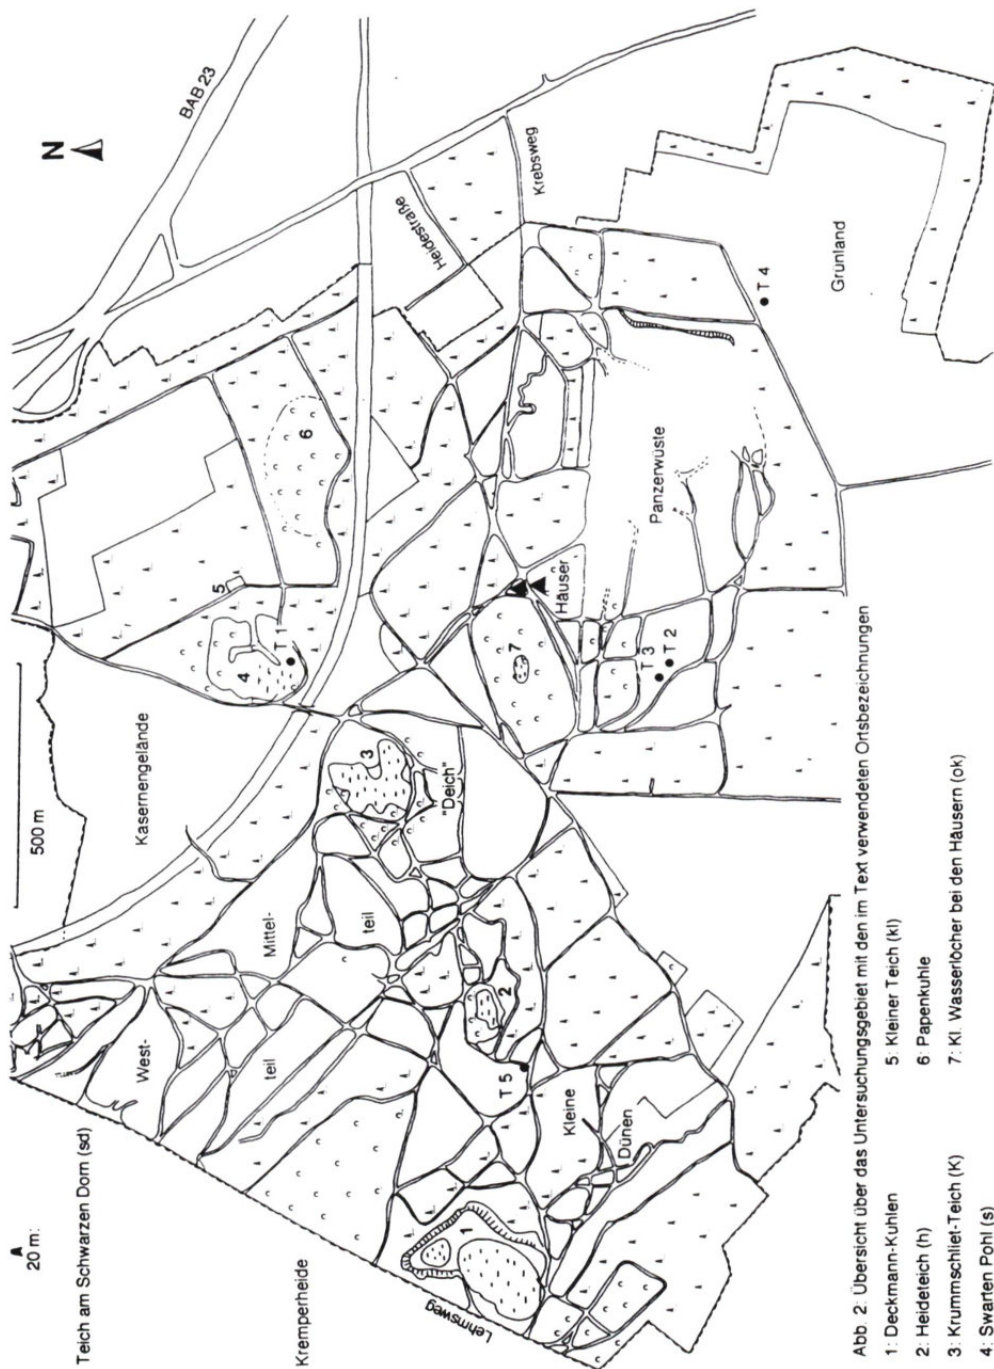 20 m:
Teich am Schwarzen Dorn (sd)
500 m
N
BAB 23
Kasernengelände
Kremperheide
Lehmsweg
West-
teil
Mittel-
teil
4
T 1
5
6
Heidestraße
3
"Deich"
2
T 5
1
Kleine
Dünen
7
Häuser
T 3
T 2
Krebsweg
Panzerwüste
T 4
Grünland
Abb. 2: Übersicht über das Untersuchungsgebiet mit den im Text verwendeten Ortsbezeichnungen
1: Deckmann-Kuhlen
2: Heideteich (h)
3: Krummschliet-Teich (K)
4: Swarten Pohl (s)
5: Kleiner Teich (kl)
6: Papenkuhle
7: Kl. Wasserlöcher bei den Häusern (ok)